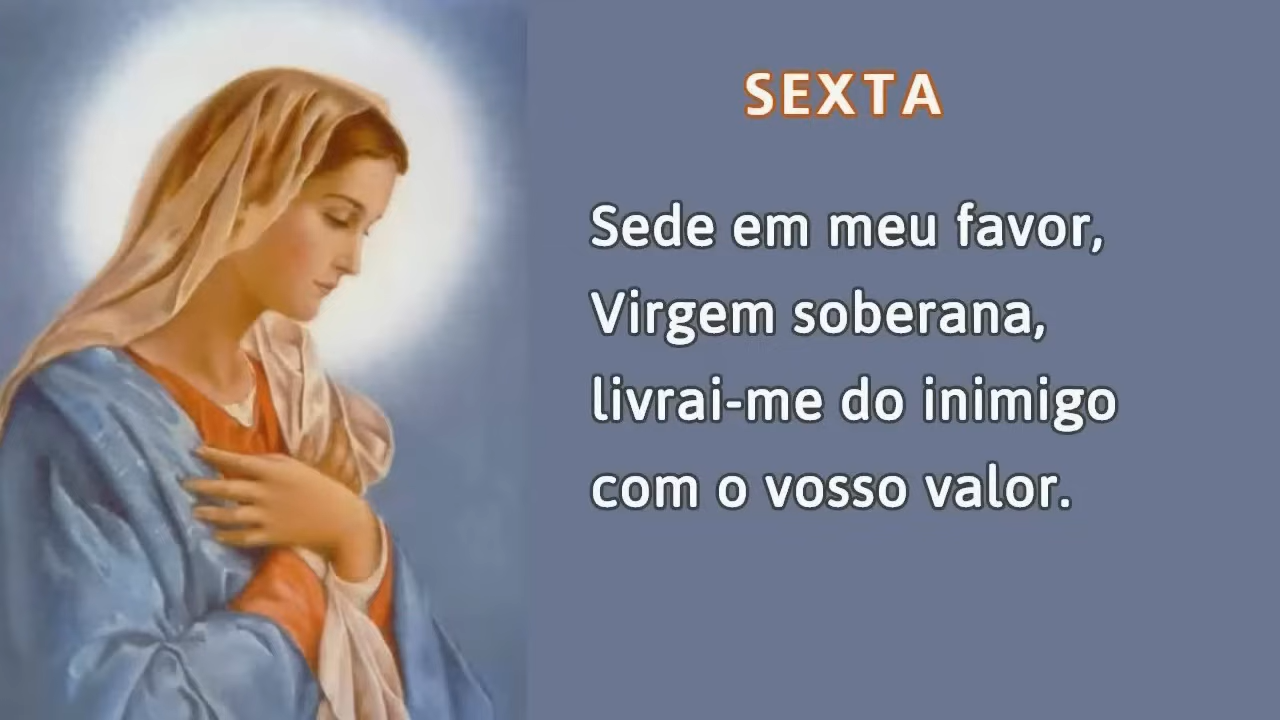 SEXTA
Sede em meu favor,
Virgem soberana,
livrai-me do inimigo
com o vosso valor.